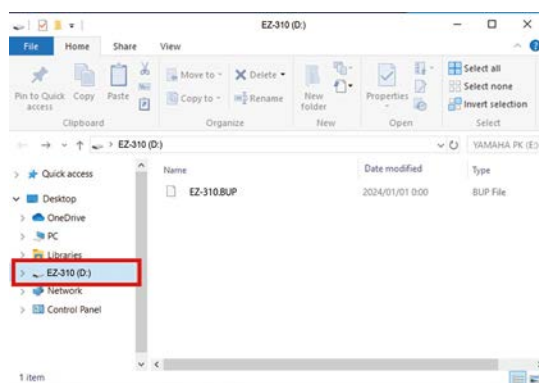 EZ-310 (D:)
File Home Share View
Move to Delete Select all
Pin to Quick access Copy Paste Copy to Rename New folder Properties Select none
Invert selection
Clipboard Organize New Open Select
EZ-310 (D:) YAMAHA PK (E:)
Quick access Name Date modified Type
EZ-310.BUP 2024/01/01 0:00 BUP File
Desktop
OneDrive
PC
Libraries
EZ-310 (D:)
Network
Control Panel
1 item